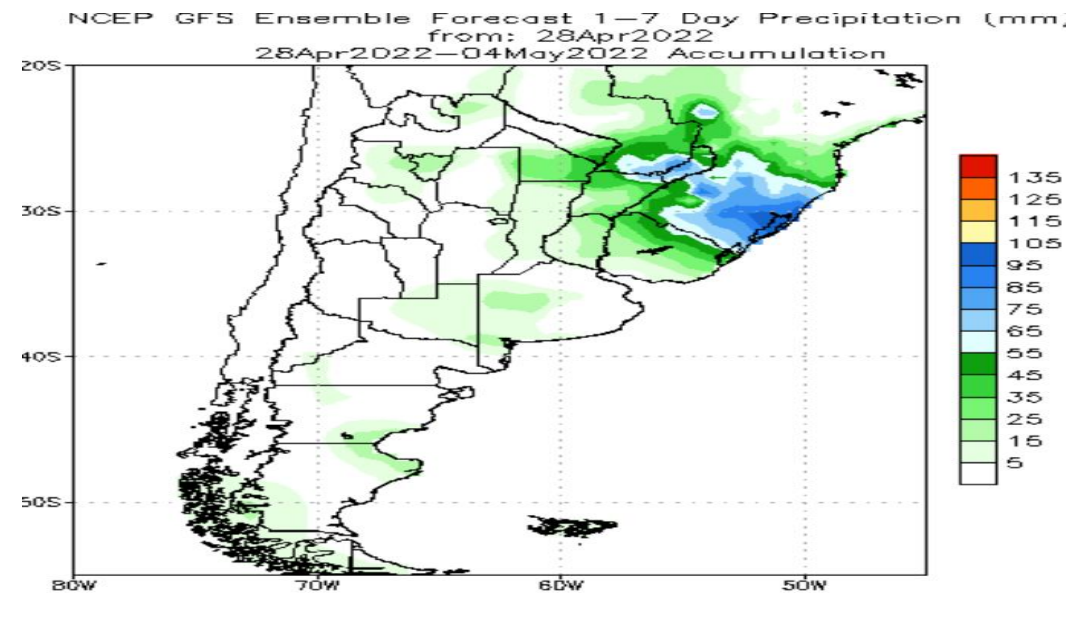 NCEP GFS Ensemble Forecast 1–7 Day Precipitation (mm)
from: 28Apr2022
28Apr2022–04May2022 Accumulation
20S
30S
40S
50S
80W 70W 60W 50W
135
125
115
105
95
85
75
65
55
45
35
25
15
5